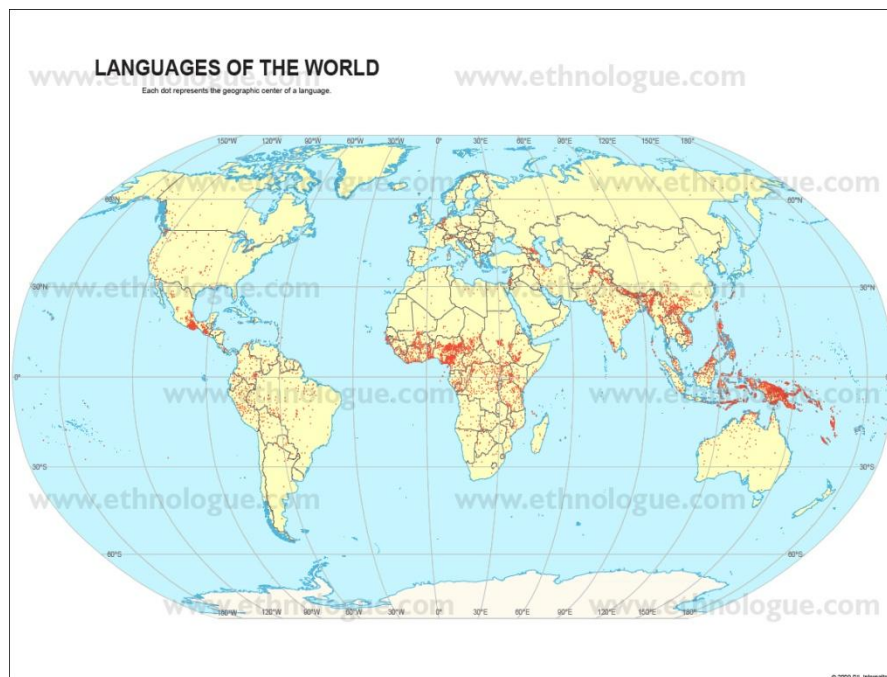 LANGUAGES OF THE WORLD
www.ethnologue.com www.ethnologue.com
Each dot represents the geographic center of a language.
150°W 120°W 90°W 60°W 30°W 0° 30°E 60°E 90°E 120°E 150°E 180°
www.ethnologue.com www.ethnologue.com
60°N 60°N
www.ethnologue.com www.ethnologue.com
30°N 30°N
www.ethnologue.com www.ethnologue.com
0° 0°
30°S 30°S
www.ethnologue.com www.ethnologue.com
60°S 60°S
www.ethnologue.com www.ethnologue.com
150°W 120°W 90°W 60°W 30°W 0° 30°E 60°E 90°E 120°E 150°E 180°